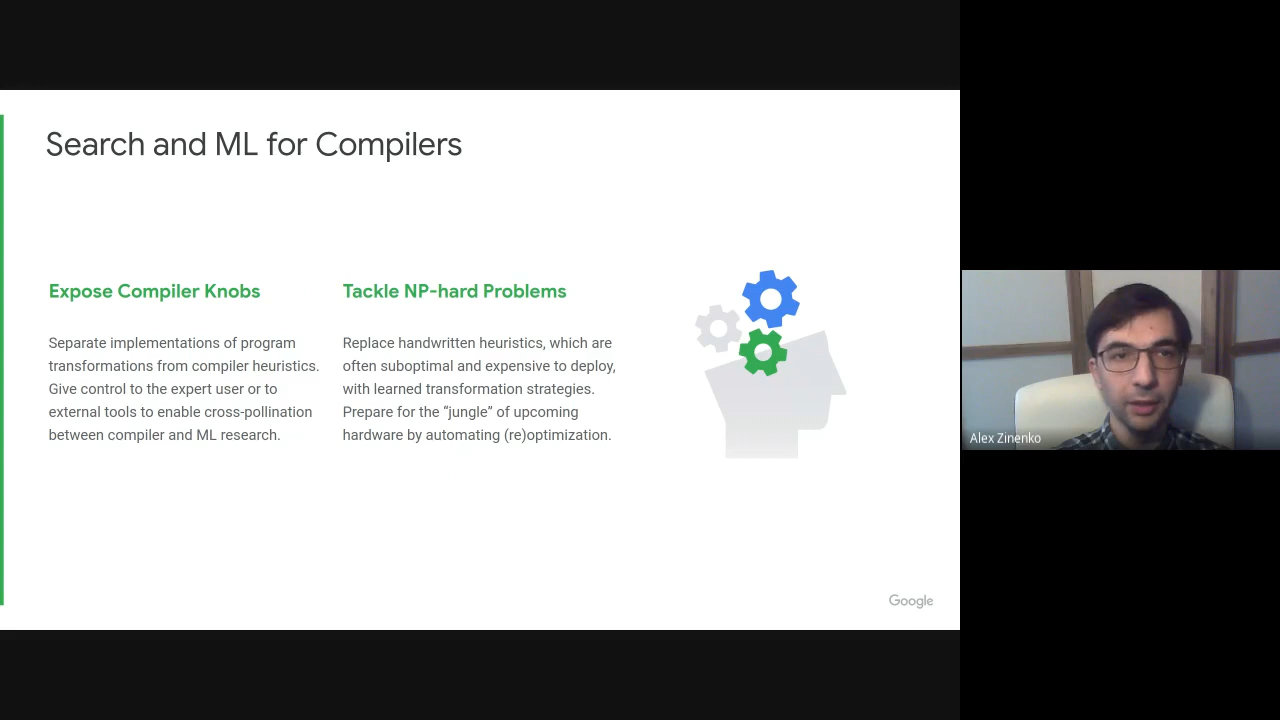 Search and ML for Compilers
Expose Compiler Knobs
Seprate implementations of program
transformations from compiler heuristics.
Give control to the expert user or to
external tools to enable cross-pollination
between compiler and ML research.
Tackle NP-hard Problems
Replace handwritten heuristics, which are
often suboptimal and expensive to deploy,
with learned transformation strategies.
Prepare for the “jungle” of upcoming
hardware by automating (re)optimization.
Google
Alex Zinenko